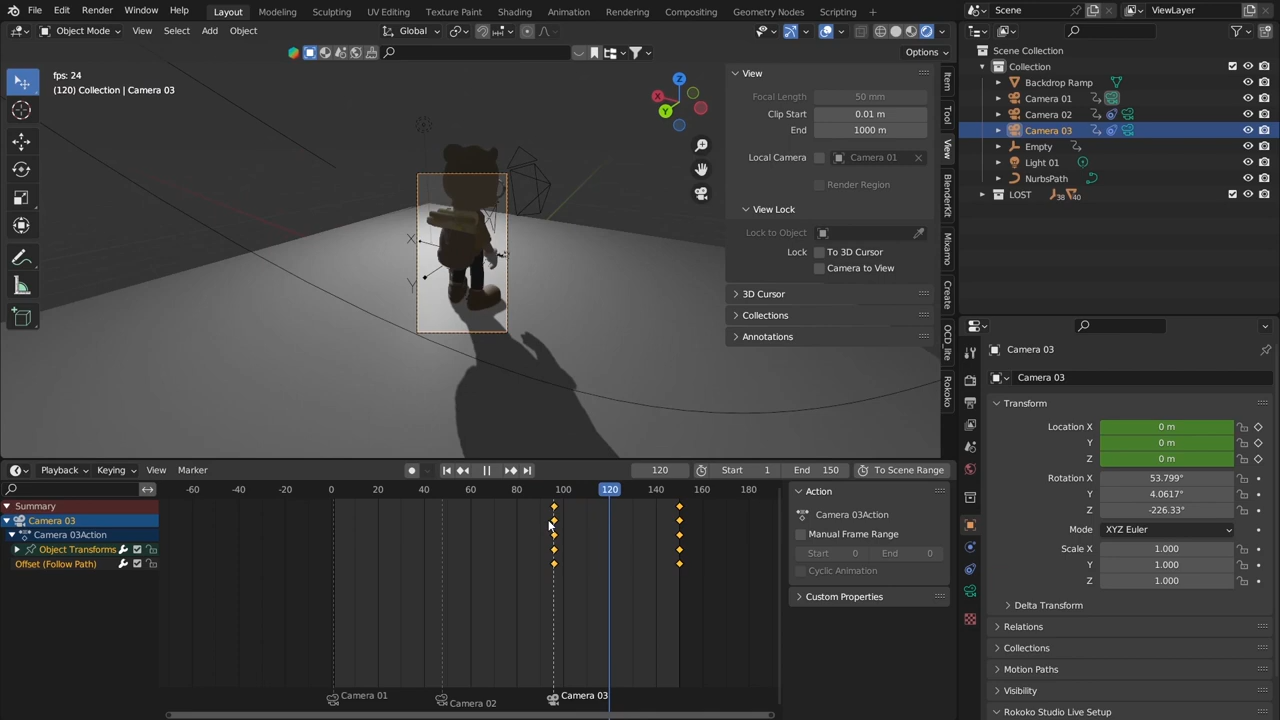 File Edit Render Window Help Layout Modeling Sculpting UV Editing Texture Paint Shading Animation Rendering Compositing Geometry Nodes Scripting Scene ViewLayer
Object Mode View Select Add Object Global
Options
fps: 24
(120) Collection | Camera 03
X
Y
Z
X
Y
View
Focal Length 50 mm
Clip Start 0.01 m
End 1000 m
Local Camera Camera 01
Render Region
View Lock
Lock to Object
Lock To 3D Cursor
Camera to View
3D Cursor
Collections
Annotations
Item
Tool
View
BlenderKit
Mixamo
Create
OCD_lite
Rokoko
Scene Collection
Collection
Backdrop Ramp
Camera 01
Camera 02
Camera 03
Empty
Light 01
NurbsPath
LOST 38 40
Camera 03
Camera 03
Transform
Location X 0 m
Y 0 m
Z 0 m
Rotation X 53.799°
Y 4.0617°
Z -226.33°
Mode XYZ Euler
Scale X 1.000
Y 1.000
Z 1.000
Delta Transform
Relations
Collections
Motion Paths
Visibility
Rokoko Studio Live Setup
Playback Keying View Marker 120 Start 1 End 150 To Scene Range
-60 -40 -20 0 20 40 60 80 100 120 140 160 180
Summary
Camera 03
Camera 03Action
Object Transforms
Offset (Follow Path)
Camera 01 Camera 02 Camera 03
Action
Camera 03Action
Manual Frame Range
Start 0 End 0
Cyclic Animation
Custom Properties